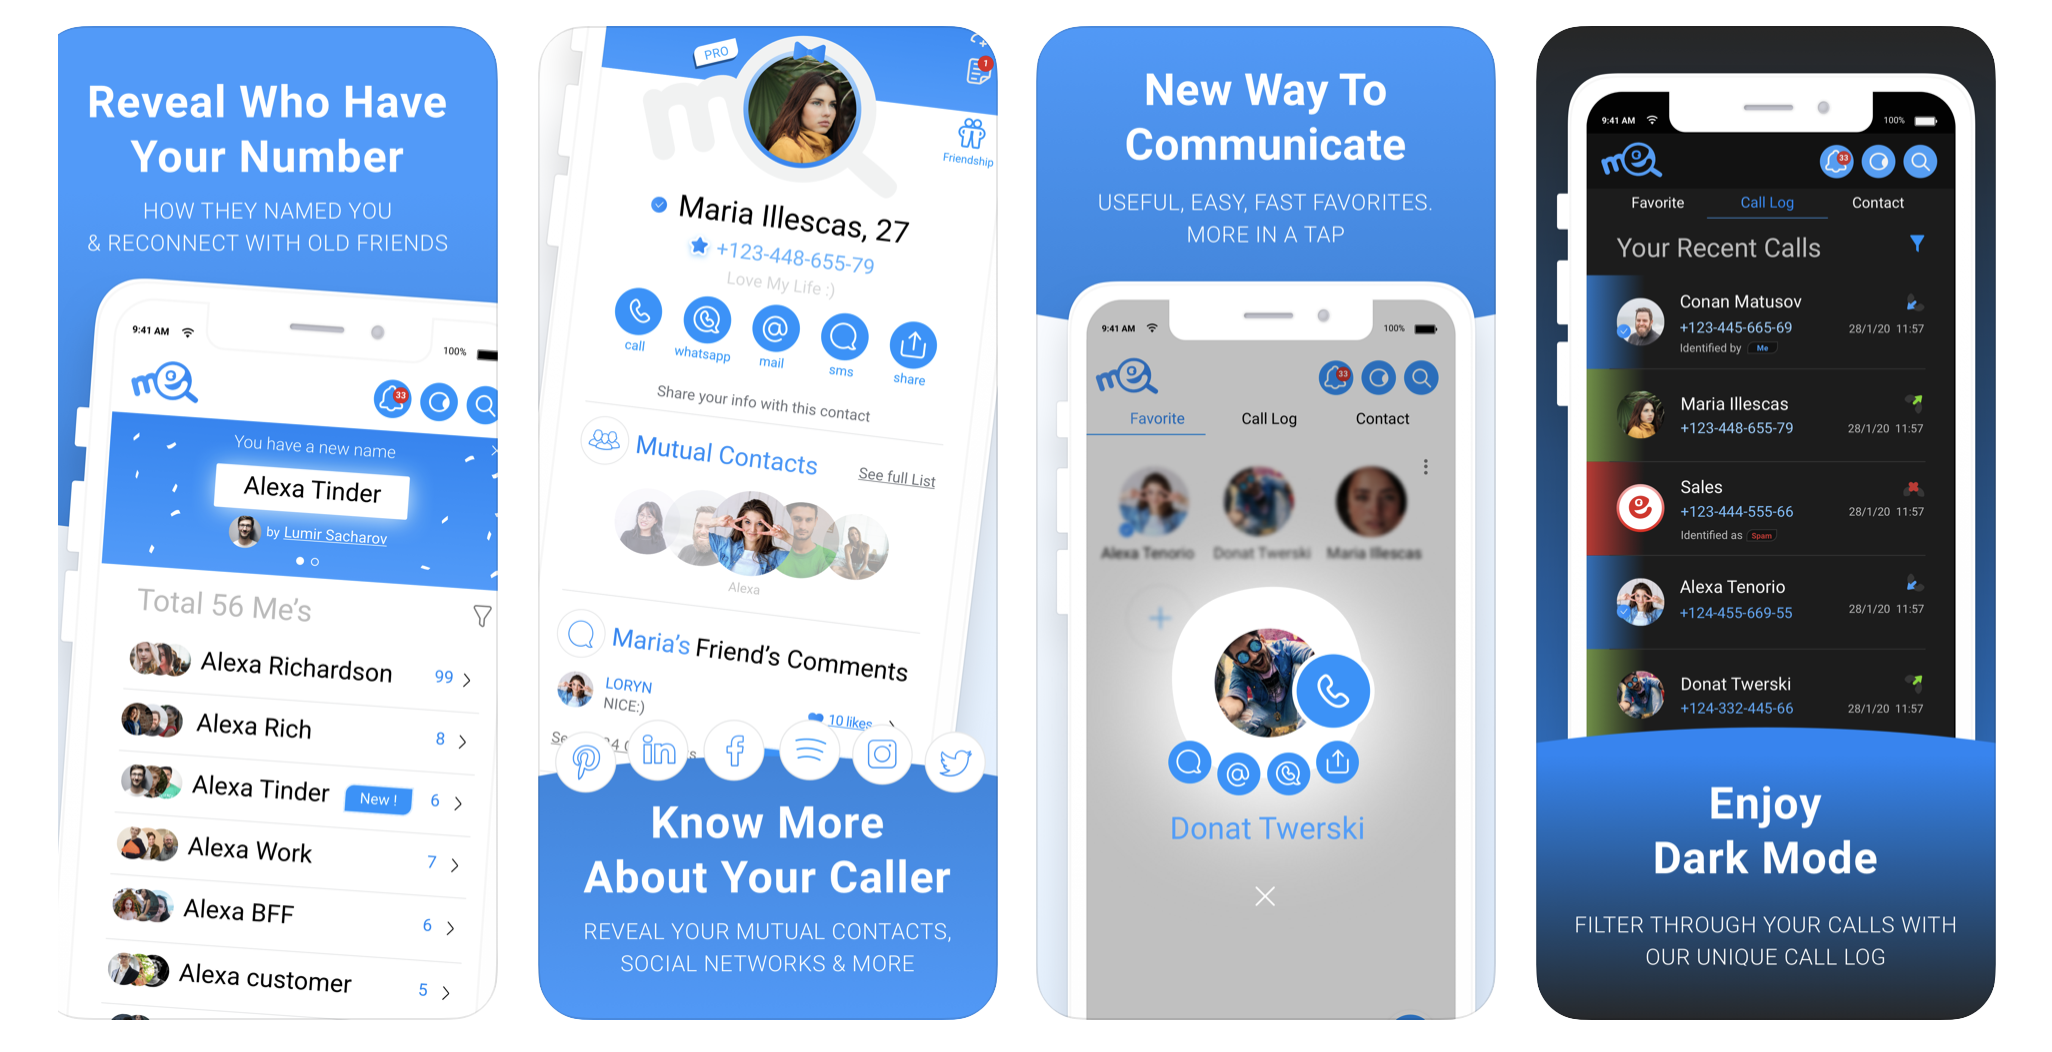 Reveal Who Have
Your Number
HOW THEY NAMED YOU
& RECONNECT WITH OLD FRIENDS
9:41 AM
100%
me
33
You have a new name
Alexa Tinder
by Lumir Sacharov
Total 56 Me's
Alexa Richardson 99
Alexa Rich 8
Alexa Tinder New ! 6
Alexa Work 7
Alexa BFF 6
Alexa customer 5
PRO
me
1
Friendship
Maria Illescas, 27
+123-448-655-79
Love My Life :)
call whatsapp mail sms share
Share your info with this contact
Mutual Contacts See full List
Alexa
Maria's Friend's Comments
LORYN
NICE:)
10 likes
Know More
About Your Caller
REVEAL YOUR MUTUAL CONTACTS,
SOCIAL NETWORKS & MORE
New Way To
Communicate
USEFUL, EASY, FAST FAVORITES.
MORE IN A TAP
9:41 AM 100%
me
33
Favorite Call Log Contact
Alexa Tenorio Donat Twerski Maria Illescas
Donat Twerski
9:41 AM 100%
me
33
Favorite Call Log Contact
Your Recent Calls
Conan Matusov
+123-445-665-69 28/1/20 11:57
Identified by Me
Maria Illescas
+123-448-655-79 28/1/20 11:57
Sales
+123-444-555-66 28/1/20 11:57
Identified as Spam
Alexa Tenorio
+124-455-669-55 28/1/20 11:57
Donat Twerski
+124-332-445-66 28/1/20 11:57
Enjoy
Dark Mode
FILTER THROUGH YOUR CALLS WITH
OUR UNIQUE CALL LOG